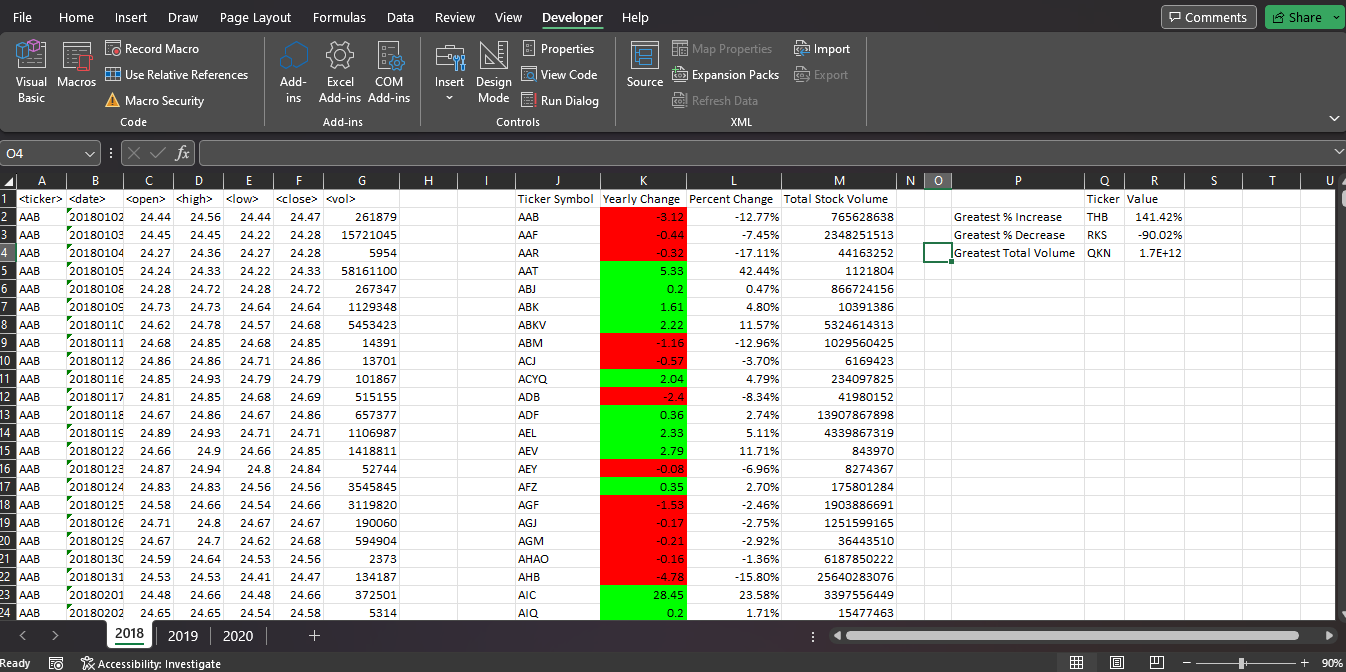 File Home Insert Draw Page Layout Formulas Data Review View Developer Help Comments Share
Record Macro Properties Map Properties Import
Use Relative References View Code Expansion Packs Export
Macro Security Run Dialog Refresh Data
Visual Basic Macros Add-ins Excel Add-ins COM Add-ins Insert Design Mode Source
Code Add-ins Controls XML
O4 fx
A B C D E F G H I J K L M N O P Q R S T U
1 <ticker> <date> <open> <high> <low> <close> <vol> Ticker Symbol Yearly Change Percent Change Total Stock Volume Ticker Value
2 AAB 20180102 24.44 24.56 24.44 24.47 261879 AAB -3.12 -12.77% 765628638 Greatest % Increase THB 141.42%
3 AAB 20180103 24.45 24.45 24.22 24.28 15721045 AAF -0.44 -7.45% 2348251513 Greatest % Decrease RKS -90.02%
4 AAB 20180104 24.27 24.36 24.27 24.28 5954 AAR -0.32 -17.11% 44163252 Greatest Total Volume QKN 1.7E+12
5 AAB 20180105 24.24 24.33 24.22 24.33 58161100 AAT 5.33 42.44% 1121804
6 AAB 20180108 24.28 24.72 24.28 24.72 267347 ABJ 0.2 0.47% 866724156
7 AAB 20180109 24.73 24.73 24.64 24.64 1129348 ABK 1.61 4.80% 10391386
8 AAB 20180110 24.62 24.78 24.57 24.68 5453423 ABKV 2.22 11.57% 5324614313
9 AAB 20180111 24.68 24.85 24.68 24.85 14391 ABM -1.16 -12.96% 1029560425
10 AAB 20180112 24.86 24.86 24.71 24.86 13701 ACJ -0.57 -3.70% 6169423
11 AAB 20180116 24.85 24.93 24.79 24.79 101867 ACYQ 2.04 4.79% 234097825
12 AAB 20180117 24.81 24.85 24.68 24.69 515155 ADB -2.4 -8.34% 41980152
13 AAB 20180118 24.67 24.86 24.67 24.86 657377 ADF 0.36 2.74% 13907867898
14 AAB 20180119 24.89 24.93 24.71 24.71 1106987 AEL 2.33 5.11% 4339867319
15 AAB 20180122 24.66 24.9 24.66 24.85 1418811 AEV 2.79 11.71% 843970
16 AAB 20180123 24.87 24.94 24.8 24.84 52744 AEY -0.08 -6.96% 8274367
17 AAB 20180124 24.83 24.83 24.56 24.56 3545845 AFZ 0.35 2.70% 175801284
18 AAB 20180125 24.58 24.66 24.54 24.66 3119820 AGF -1.53 -2.46% 1903886691
19 AAB 20180126 24.71 24.8 24.67 24.67 190060 AGJ -0.17 -2.75% 1251599165
20 AAB 20180129 24.67 24.7 24.62 24.68 594904 AGM -0.21 -2.92% 36443510
21 AAB 20180130 24.59 24.64 24.53 24.56 2373 AHAO -0.16 -1.36% 6187850222
22 AAB 20180131 24.53 24.53 24.41 24.47 134187 AHB -4.78 -15.80% 25640283076
23 AAB 20180201 24.48 24.66 24.48 24.66 372501 AIC 28.45 23.58% 3397556449
24 AAB 20180202 24.65 24.65 24.54 24.58 5314 AIQ 0.2 1.71% 15477463
2018 2019 2020
Ready Accessibility: Investigate 90%